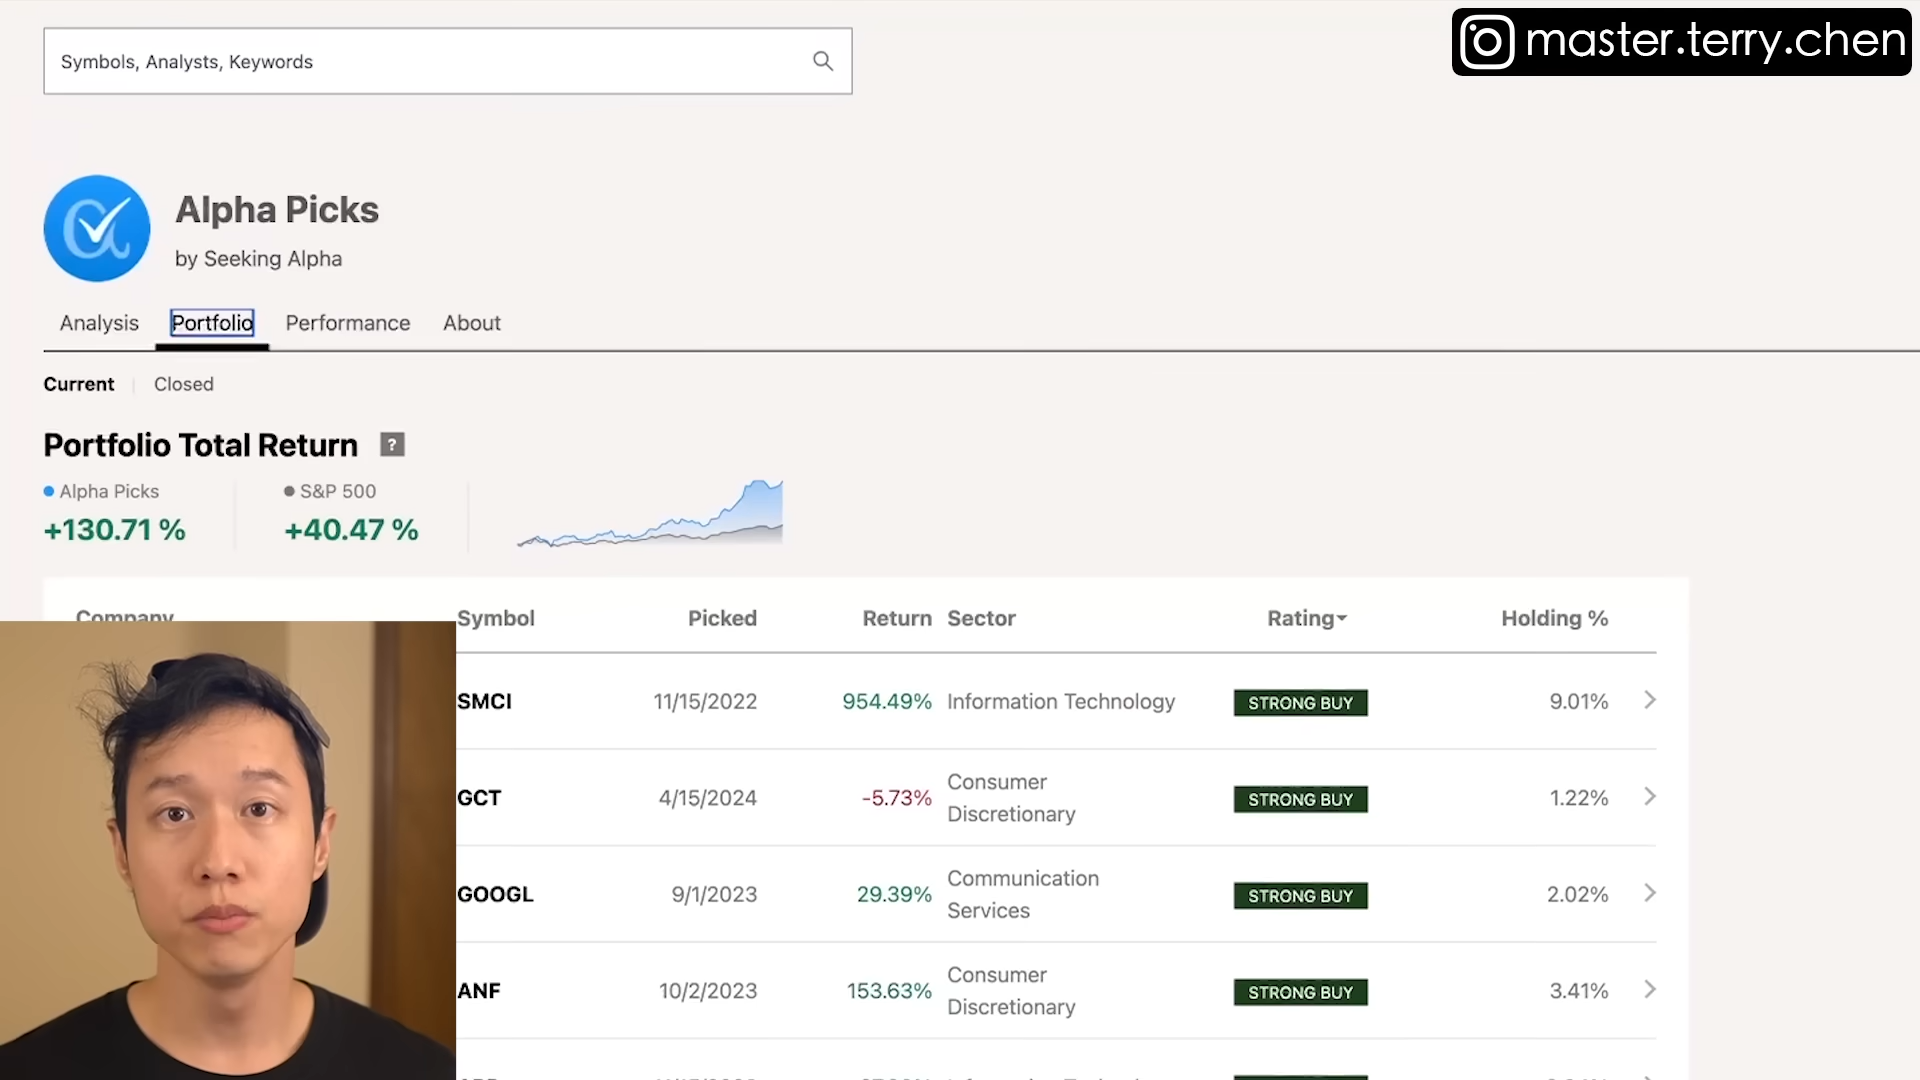 master.terry.chen
Symbols, Analysts, Keywords
Alpha Picks
by Seeking Alpha
Analysis Portfolio Performance About
Current Closed
Portfolio Total Return ?
Alpha Picks S&P 500
+130.71 % +40.47 %
Company Symbol Picked Return Sector Rating Holding %
SMCI 11/15/2022 954.49% Information Technology STRONG BUY 9.01%
GCT 4/15/2024 -5.73% Consumer
Discretionary STRONG BUY 1.22%
GOOGL 9/1/2023 29.39% Communication
Services STRONG BUY 2.02%
ANF 10/2/2023 153.63% Consumer
Discretionary STRONG BUY 3.41%